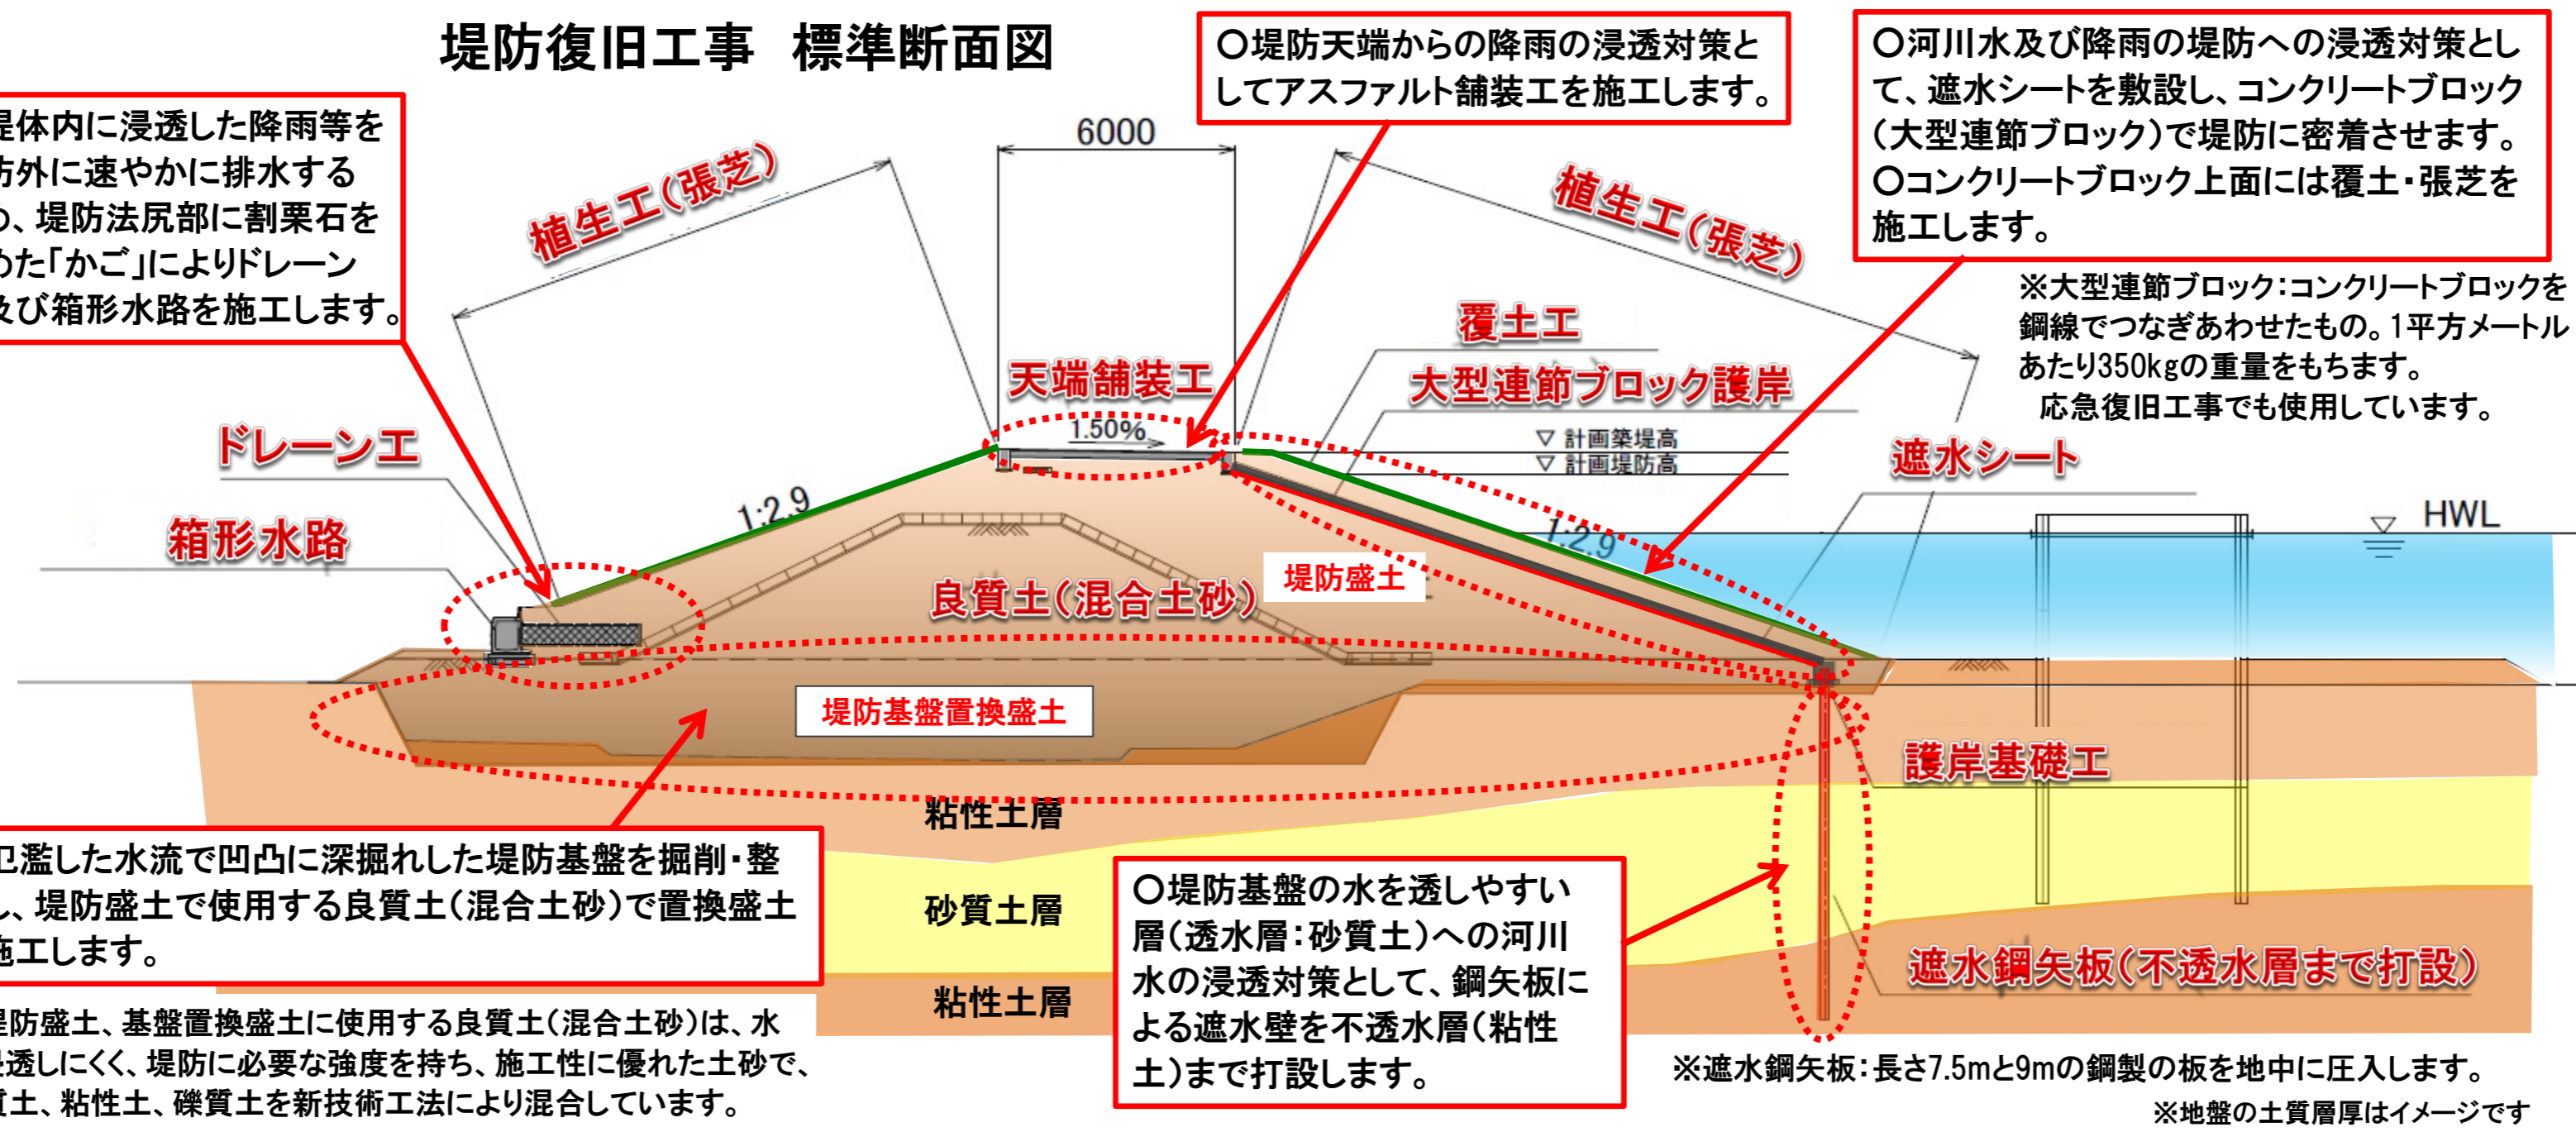 堤防復旧工事 標準断面図
堤体内に浸透した降雨等を
防外に速やかに排水する
め、堤防法尻部に割栗石を
めた「かご」によりドレーン
及び箱形水路を施工します。
〇堤防天端からの降雨の浸透対策と
してアスファルト舗装工を施工します。
〇河川水及び降雨の堤防への浸透対策とし
て、遮水シートを敷設し、コンクリートブロック
(大型連節ブロック)で堤防に密着させます。
〇コンクリートブロック上面には覆土・張芝を
施工します。
※大型連節ブロック:コンクリートブロックを
鋼線でつなぎあわせたもの。1平方メートル
あたり350kgの重量をもちます。
応急復旧工事でも使用しています。
6000
植生工(張芝)
植生工(張芝)
覆土工
天端舗装工
大型連節ブロック護岸
1.50%
▽ 計画築堤高
▽ 計画堤防高
ドレーン工
遮水シート
箱形水路
1:2.9
1:2.9
▽ HWL
堤防盛土
良質土(混合土砂)
堤防基盤置換盛土
護岸基礎工
粘性土層
氾濫した水流で凹凸に深掘れした堤防基盤を掘削・整
し、堤防盛土で使用する良質土(混合土砂)で置換盛土
施工します。
砂質土層
粘性土層
〇堤防基盤の水を透しやすい
層(透水層:砂質土)への河川
水の浸透対策として、鋼矢板に
よる遮水壁を不透水層(粘性
土)まで打設します。
遮水鋼矢板(不透水層まで打設)
堤防盛土、基盤置換盛土に使用する良質土(混合土砂)は、水
浸透しにくく、堤防に必要な強度を持ち、施工性に優れた土砂で、
質土、粘性土、礫質土を新技術工法により混合しています。
※遮水鋼矢板:長さ7.5mと9mの鋼製の板を地中に圧入します。
※地盤の土質層厚はイメージです